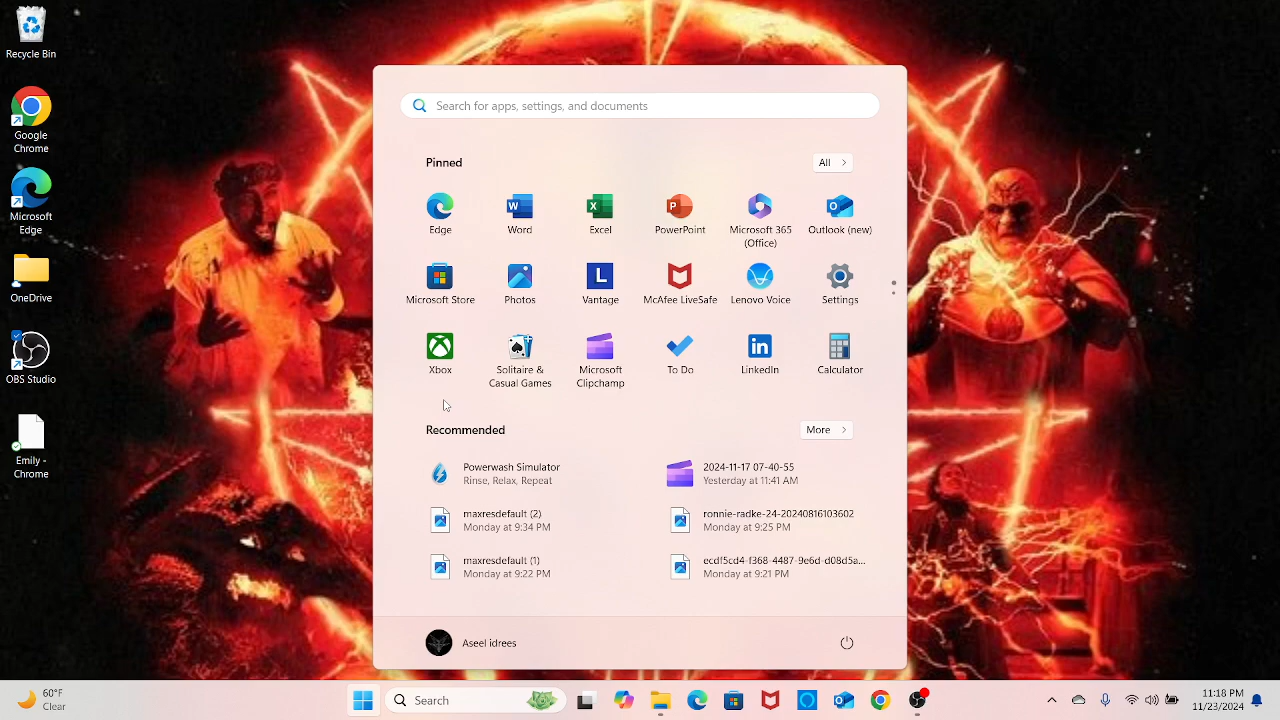 Recycle Bin
Google
Chrome
Microsoft
Edge
OneDrive
OBS Studio
Emily -
Chrome
Search for apps, settings, and documents
Pinned
All
Edge
Word
Excel
PowerPoint
Microsoft 365
(Office)
Outlook (new)
Microsoft Store
Photos
Vantage
McAfee LiveSafe
Lenovo Voice
Settings
Xbox
Solitaire &
Casual Games
Microsoft
Clipchamp
To Do
LinkedIn
Calculator
Recommended
More
Powerwash Simulator
Rinse, Relax, Repeat
2024-11-17 07-40-55
Yesterday at 11:41 AM
maxresdefault (2)
Monday at 9:34 PM
ronnie-radke-24-20240816103602
Monday at 9:25 PM
maxresdefault (1)
Monday at 9:22 PM
ecdf5cd4-f368-4487-9e6d-d08d5a...
Monday at 9:21 PM
Aseel idrees
60°F
Clear
Search
11:18 PM
11/23/2024